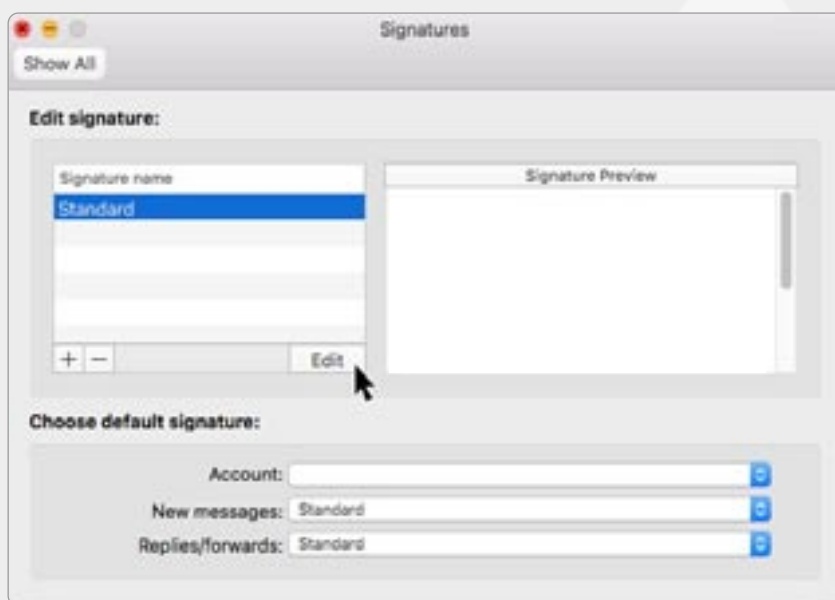 Signatures
Show All
Edit signature:
Signature name
Signature Preview
Standard
+ −
Edit
Choose default signature:
Account:
New messages: Standard
Replies/forwards: Standard